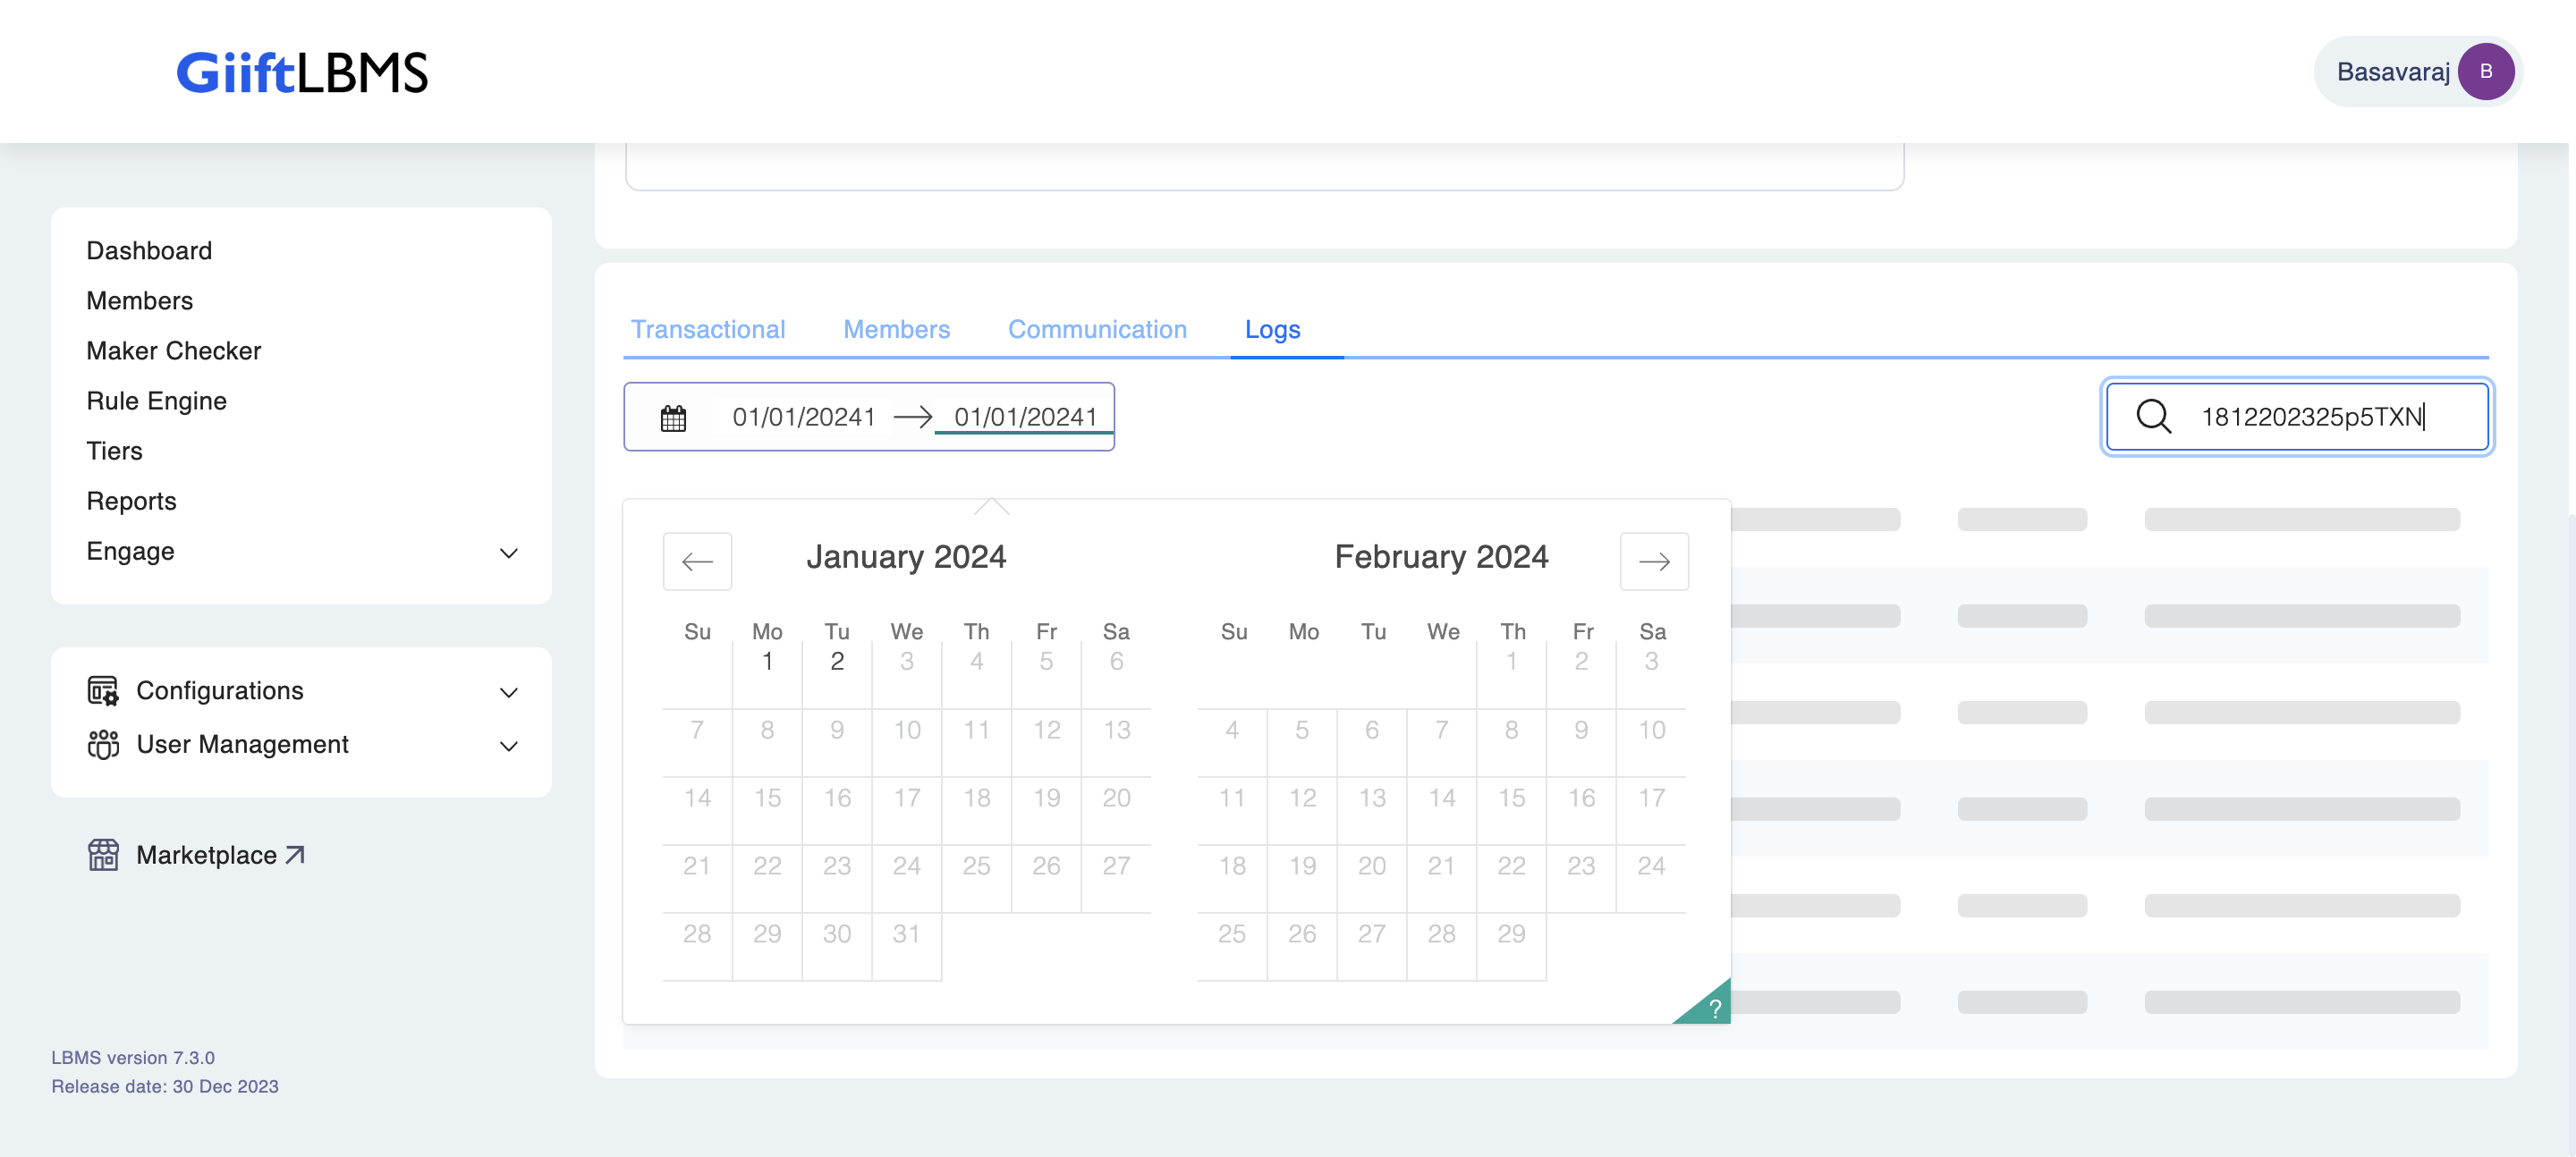 GiiftLBMS
Basavaraj B
Dashboard
Members
Maker Checker
Rule Engine
Tiers
Reports
Engage
Configurations
User Management
Marketplace
LBMS version 7.3.0
Release date: 30 Dec 2023
Transactional Members Communication Logs
01/01/20241 01/01/20241
1812202325p5TXN
January 2024
Su Mo Tu We Th Fr Sa
1 2 3 4 5 6
7 8 9 10 11 12 13
14 15 16 17 18 19 20
21 22 23 24 25 26 27
28 29 30 31
February 2024
Su Mo Tu We Th Fr Sa
1 2 3
4 5 6 7 8 9 10
11 12 13 14 15 16 17
18 19 20 21 22 23 24
25 26 27 28 29
?